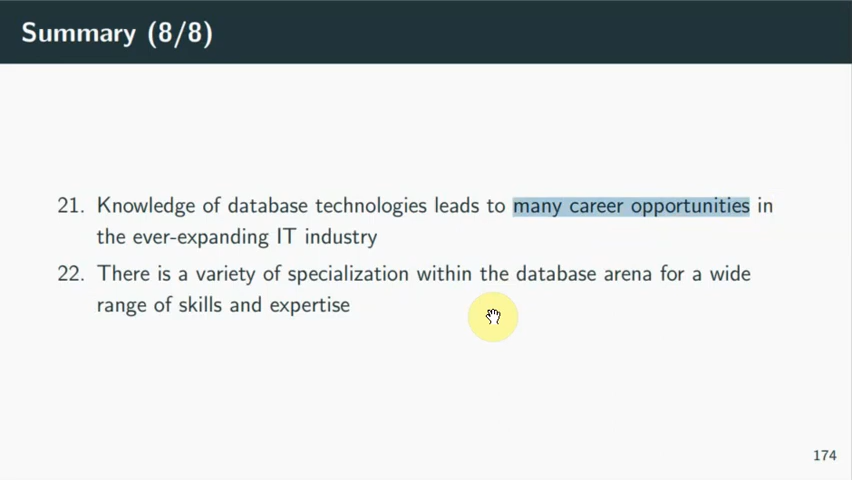 Summary (8/8)
21. Knowledge of database technologies leads to many career opportunities in
the ever-expanding IT industry
22. There is a variety of specialization within the database arena for a wide
range of skills and expertise
174